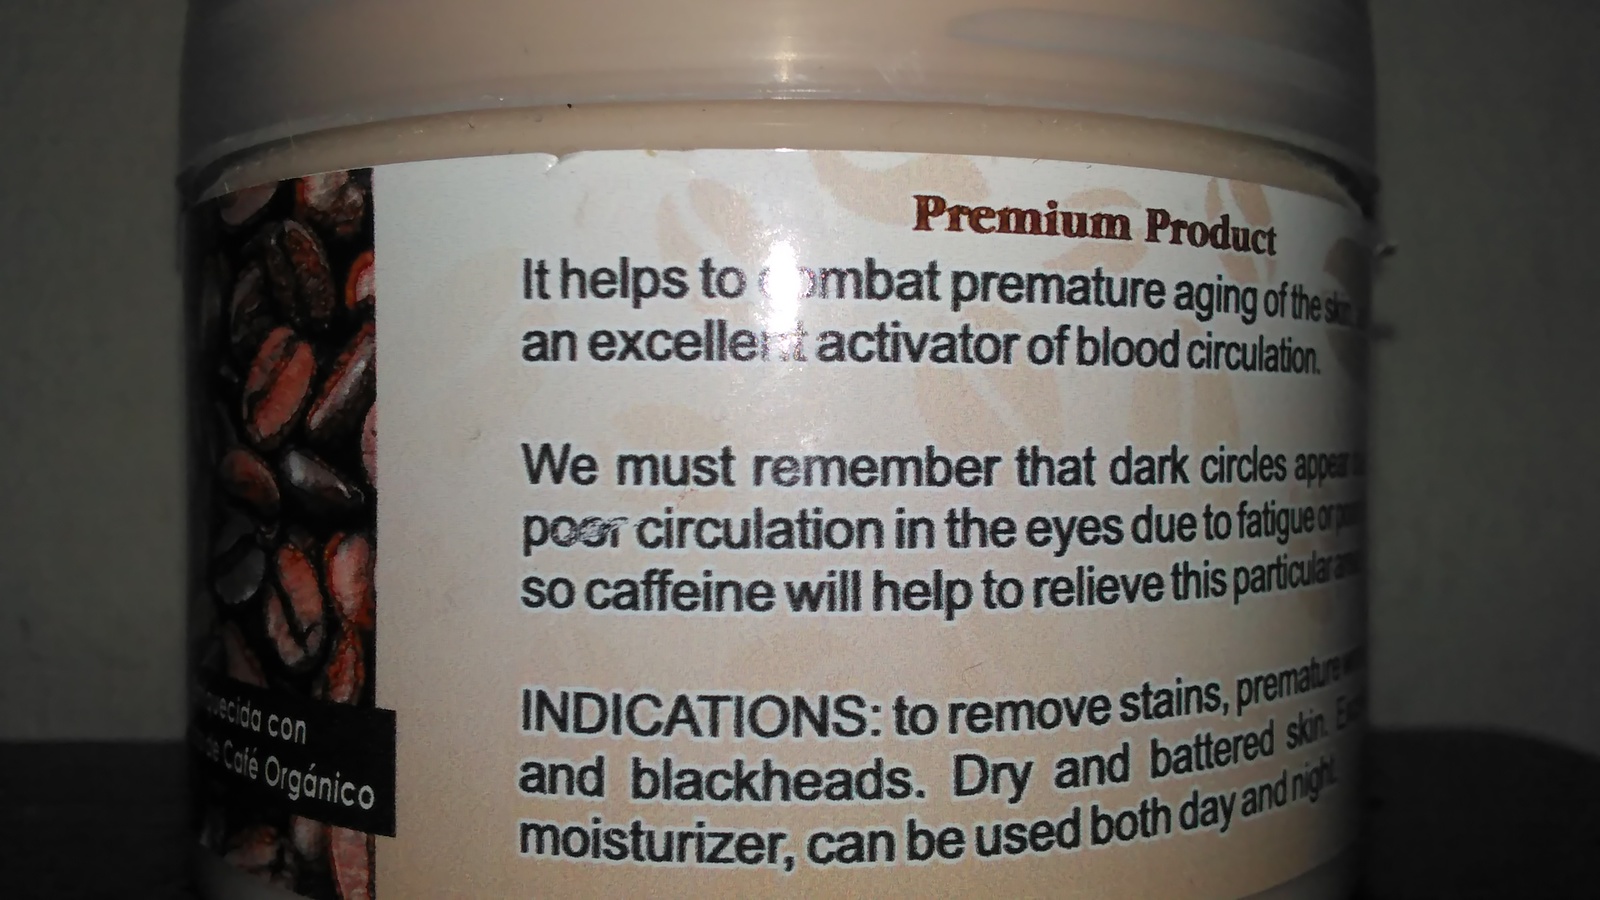 Premium Product
It helps to combat premature aging of the skin
an excellent activator of blood circulation.
We must remember that dark circles appear
poor circulation in the eyes due to fatigue or
so caffeine will help to relieve this particular
INDICATIONS: to remove stains, premature
and blackheads. Dry and battered skin.
moisturizer, can be used both day and night.
con
de Café Orgánico